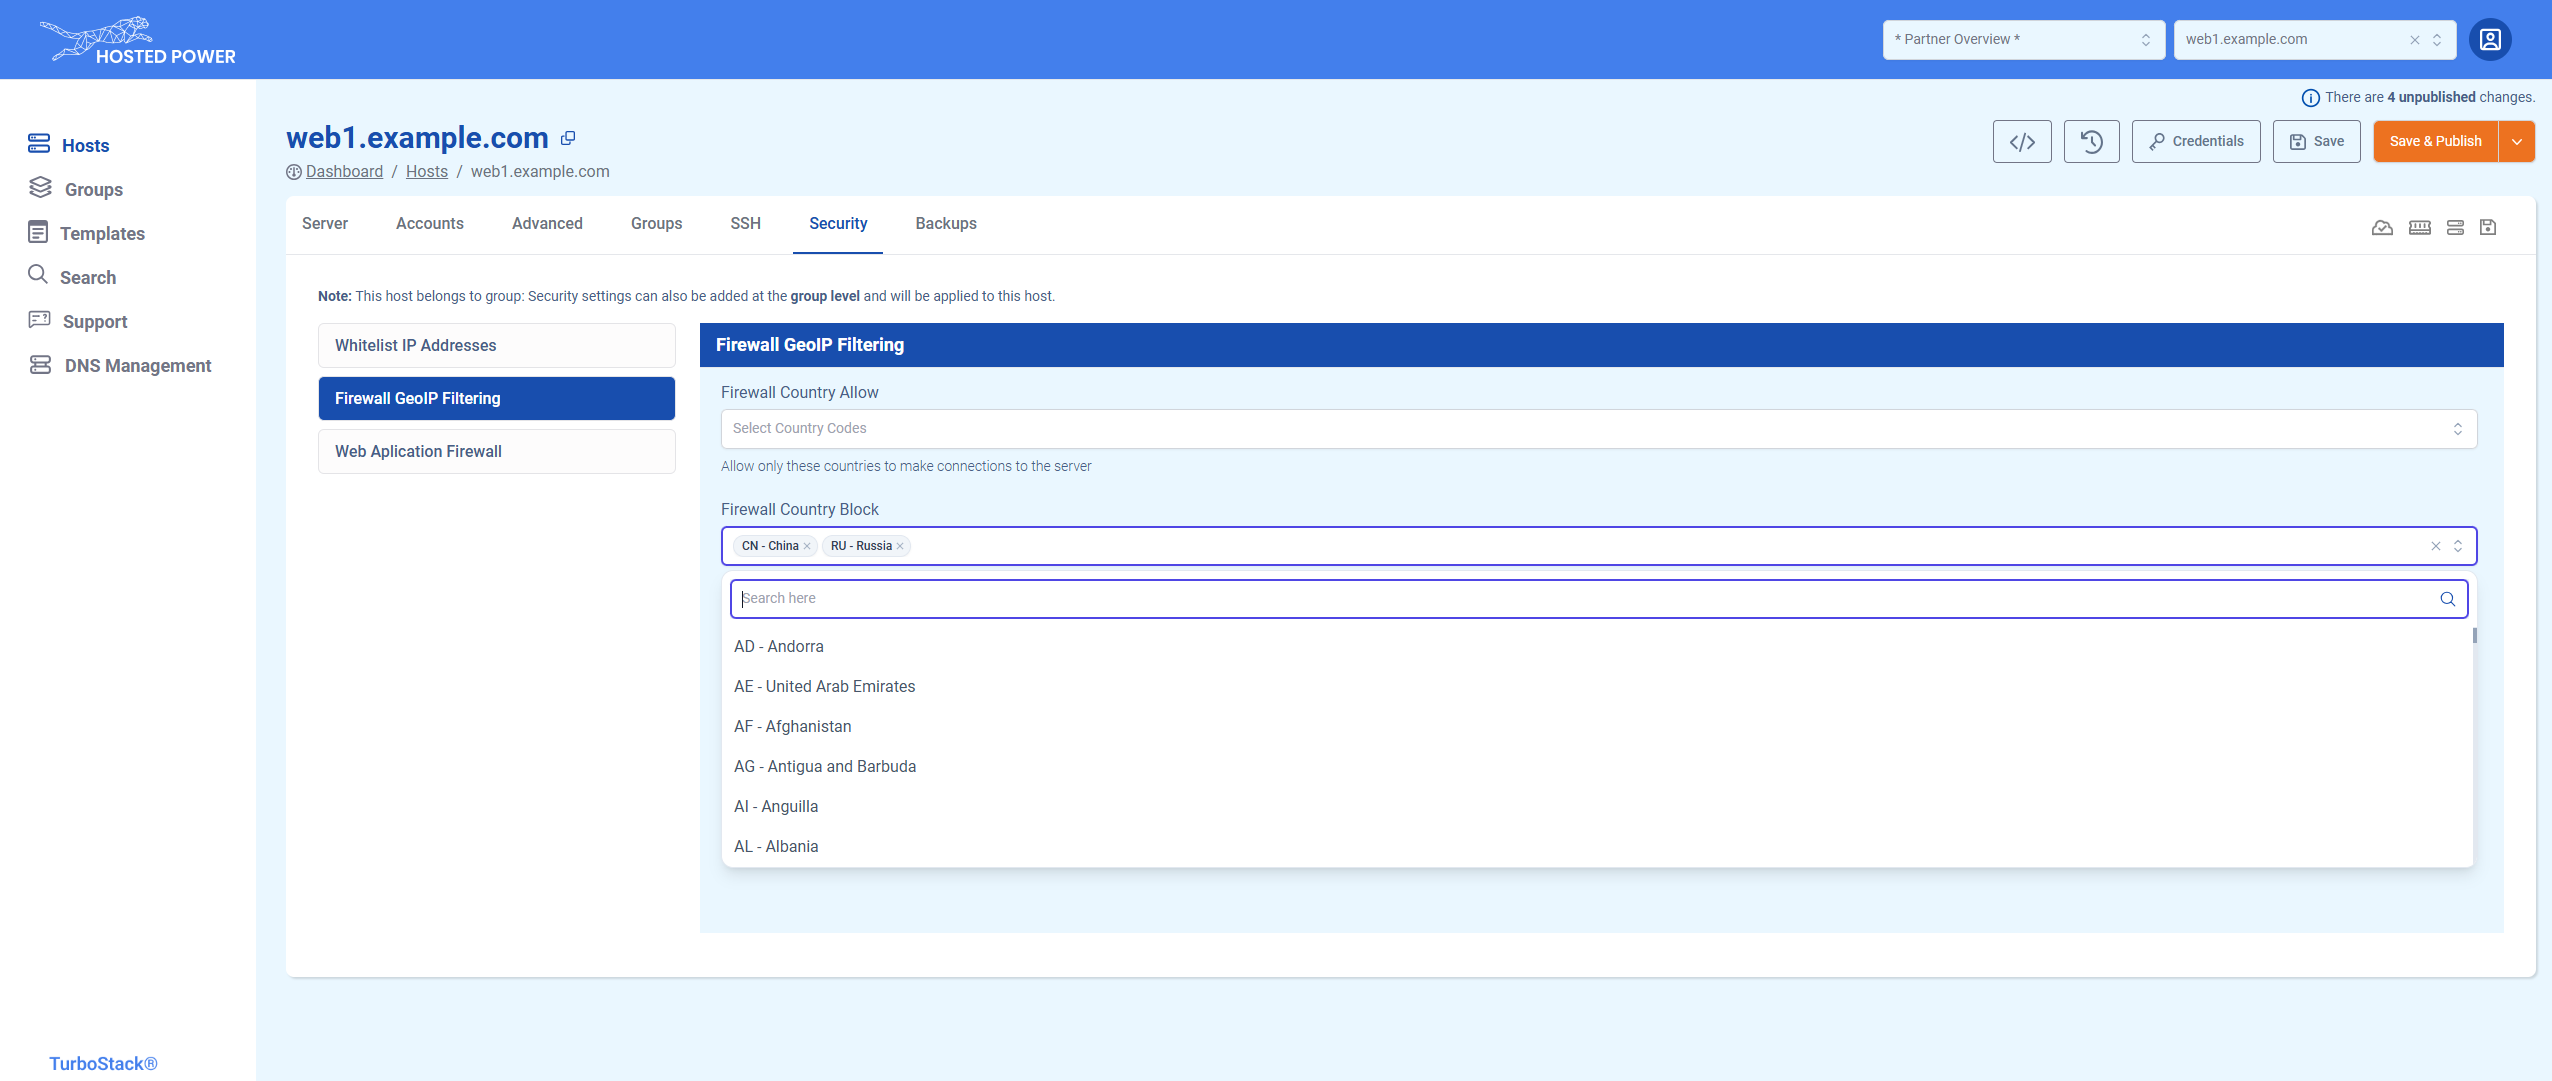 HOSTED POWER
* Partner Overview *
web1.example.com
There are 4 unpublished changes.
Hosts
Groups
Templates
Search
Support
DNS Management
web1.example.com
Dashboard / Hosts / web1.example.com
Credentials
Save
Save & Publish
Server
Accounts
Advanced
Groups
SSH
Security
Backups
Note: This host belongs to group: Security settings can also be added at the group level and will be applied to this host.
Whitelist IP Addresses
Firewall GeoIP Filtering
Web Aplication Firewall
Firewall GeoIP Filtering
Firewall Country Allow
Select Country Codes
Allow only these countries to make connections to the server
Firewall Country Block
CN - China
RU - Russia
Search here
AD - Andorra
AE - United Arab Emirates
AF - Afghanistan
AG - Antigua and Barbuda
AI - Anguilla
AL - Albania
TurboStack®